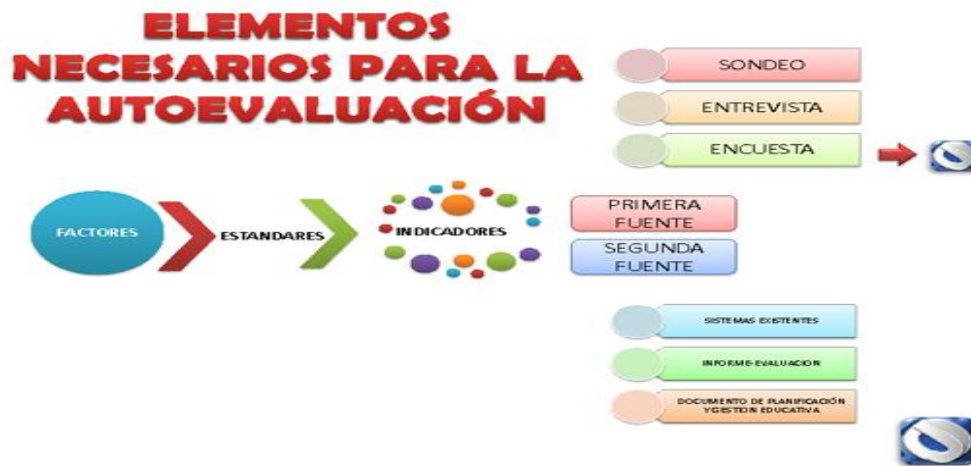 ELEMENTOS
NECESARIOS PARA LA
AUTOEVALUACIÓN
SONDEO
ENTREVISTA
ENCUESTA
FACTORES
ESTANDARES
INDICADORES
PRIMERA
FUENTE
SEGUNDA
FUENTE
SISTEMAS EXISTENTES
INFORME-EVALUACION
DOCUMENTO DE PLANIFICACIÓN
Y GESTION EDUCATIVA